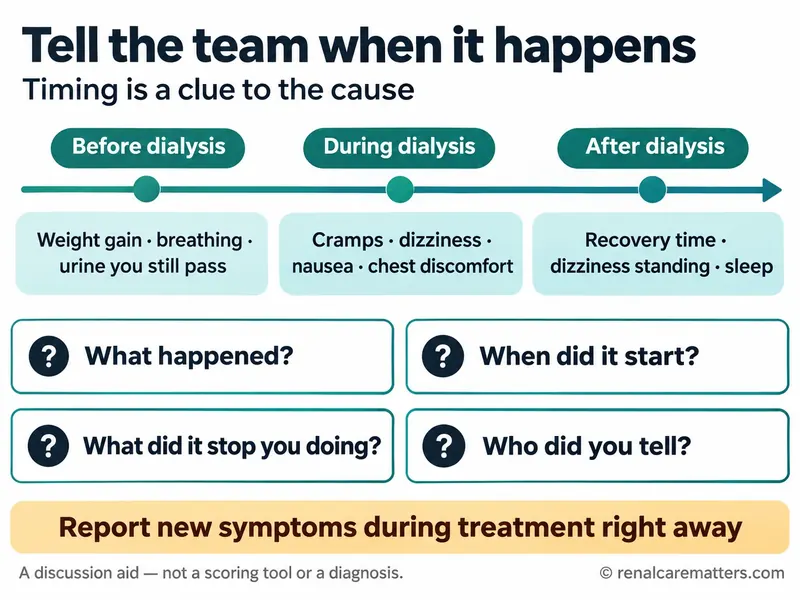 Tell the team when it happens
Timing is a clue to the cause
Before dialysis
During dialysis
After dialysis
Weight gain · breathing ·
urine you still pass
Cramps · dizziness ·
nausea · chest discomfort
Recovery time ·
dizziness standing · sleep
? What happened?
? When did it start?
? What did it stop you doing?
? Who did you tell?
Report new symptoms during treatment right away
A discussion aid — not a scoring tool or a diagnosis.
© renalcarematters.com